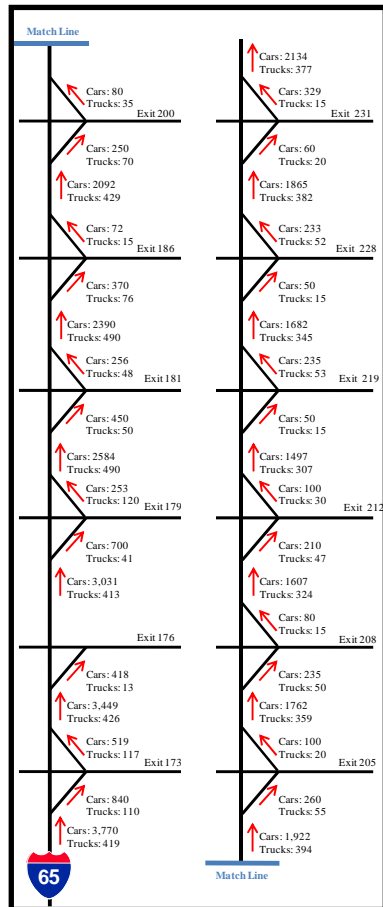 Match Line
Cars: 80
Trucks: 35
Exit 200
Cars: 250
Trucks: 70
Cars: 2092
Trucks: 429
Cars: 72
Trucks: 15
Exit 186
Cars: 370
Trucks: 76
Cars: 2390
Trucks: 490
Cars: 256
Trucks: 48
Exit 181
Cars: 450
Trucks: 50
Cars: 2584
Trucks: 490
Cars: 253
Trucks: 120
Exit 179
Cars: 700
Trucks: 41
Cars: 3,031
Trucks: 413
Exit 176
Cars: 418
Trucks: 13
Cars: 3,449
Trucks: 426
Cars: 519
Trucks: 117
Exit 173
Cars: 840
Trucks: 110
Cars: 3,770
Trucks: 419
65
Cars: 2134
Trucks: 377
Cars: 329
Trucks: 15
Exit 231
Cars: 60
Trucks: 20
Cars: 1865
Trucks: 382
Cars: 233
Trucks: 52
Exit 228
Cars: 50
Trucks: 15
Cars: 1682
Trucks: 345
Cars: 235
Trucks: 53
Exit 219
Cars: 50
Trucks: 15
Cars: 1497
Trucks: 307
Cars: 100
Trucks: 30
Exit 212
Cars: 210
Trucks: 47
Cars: 1607
Trucks: 324
Cars: 80
Trucks: 15
Exit 208
Cars: 235
Trucks: 50
Cars: 1762
Trucks: 359
Cars: 100
Trucks: 20
Exit 205
Cars: 260
Trucks: 55
Cars: 1,922
Trucks: 394
Match Line